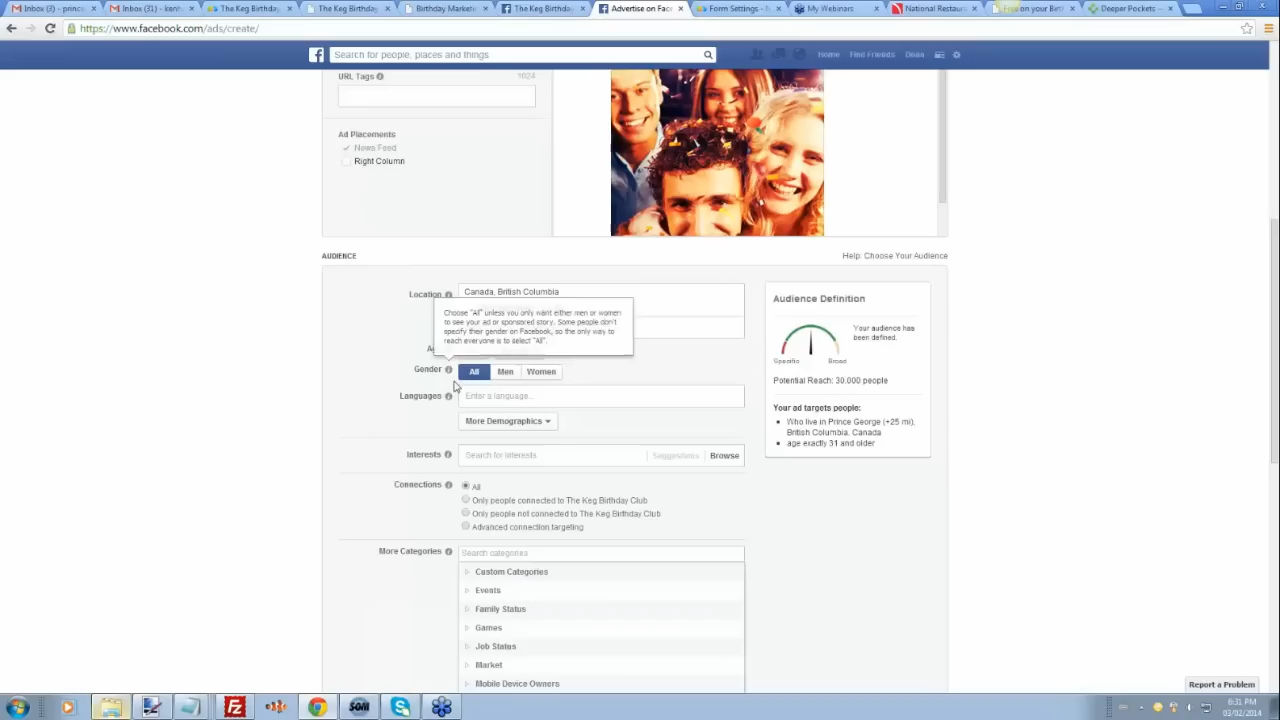 Inbox (3) - prince
Inbox (31) - kenh
The Keg Birthday
The Keg Birthday
Birthday Marketing
The Keg Birthday
Advertise on Face
Form Settings - B
My Webinars
National Restaura
Free on your Birt
Deeper Pockets
https://www.facebook.com/ads/create/
Search for people, places and things
Home
Find Friends
Dean
URL Tags
1024
Ad Placements
News Feed
Right Column
AUDIENCE
Help: Choose Your Audience
Location
Canada, British Columbia
Choose "All" unless you only want either men or women
to see your ad or sponsored story. Some people don't
specify their gender on Facebook, so the only way to
reach everyone is to select "All".
Gender
All
Men
Women
Languages
Enter a language...
More Demographics
Interests
Search for interests
Suggestions
Browse
Connections
All
Only people connected to The Keg Birthday Club
Only people not connected to The Keg Birthday Club
Advanced connection targeting
More Categories
Search categories
Custom Categories
Events
Family Status
Games
Job Status
Market
Mobile Device Owners
Audience Definition
Your audience has
been defined.
Specific
Broad
Potential Reach: 30,000 people
Your ad targets people:
Who live in Prince George (+25 mi),
British Columbia, Canada
age exactly 31 and older
Report a Problem
6:31 PM
03/02/2014